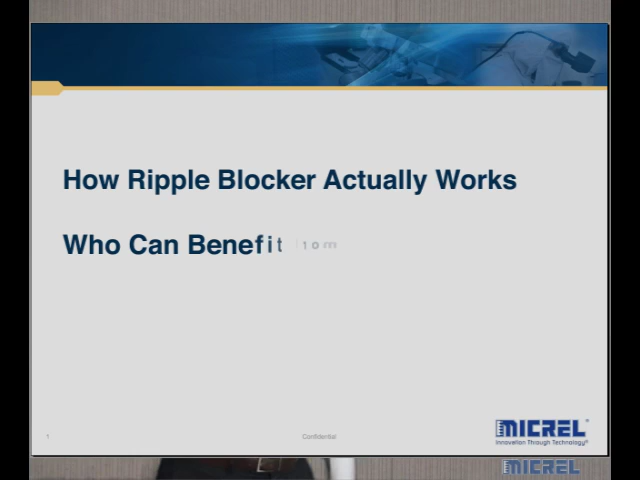 How Ripple Blocker Actually Works
Who Can Benefit
1
Confidential
MICREL
Innovation Through Technology®
MICREL